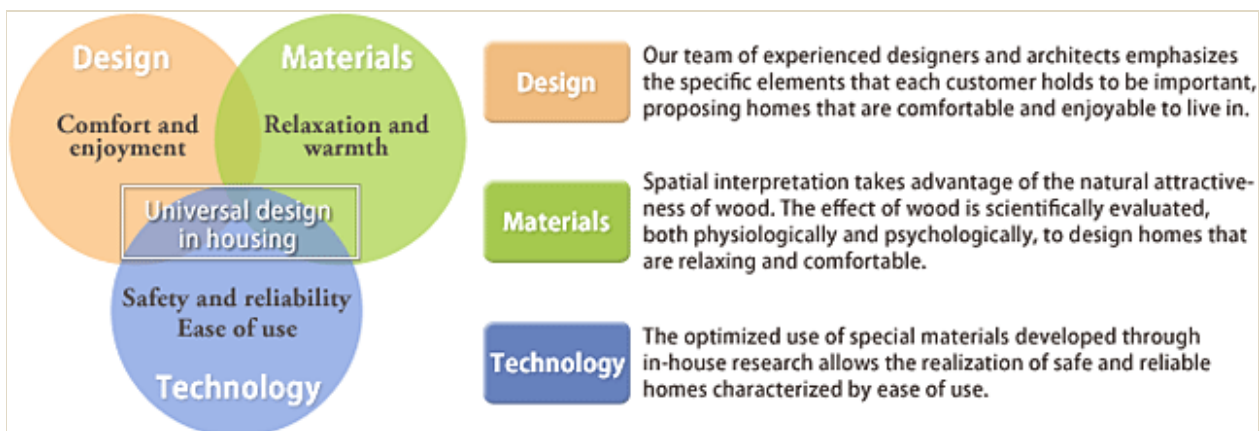 Design
Materials
Comfort and
enjoyment
Relaxation and
warmth
Universal design
in housing
Safety and reliability
Ease of use
Technology
Design
Our team of experienced designers and architects emphasizes
the specific elements that each customer holds to be important,
proposing homes that are comfortable and enjoyable to live in.
Materials
Spatial interpretation takes advantage of the natural attractive-
ness of wood. The effect of wood is scientifically evaluated,
both physiologically and psychologically, to design homes that
are relaxing and comfortable.
Technology
The optimized use of special materials developed through
in-house research allows the realization of safe and reliable
homes characterized by ease of use.